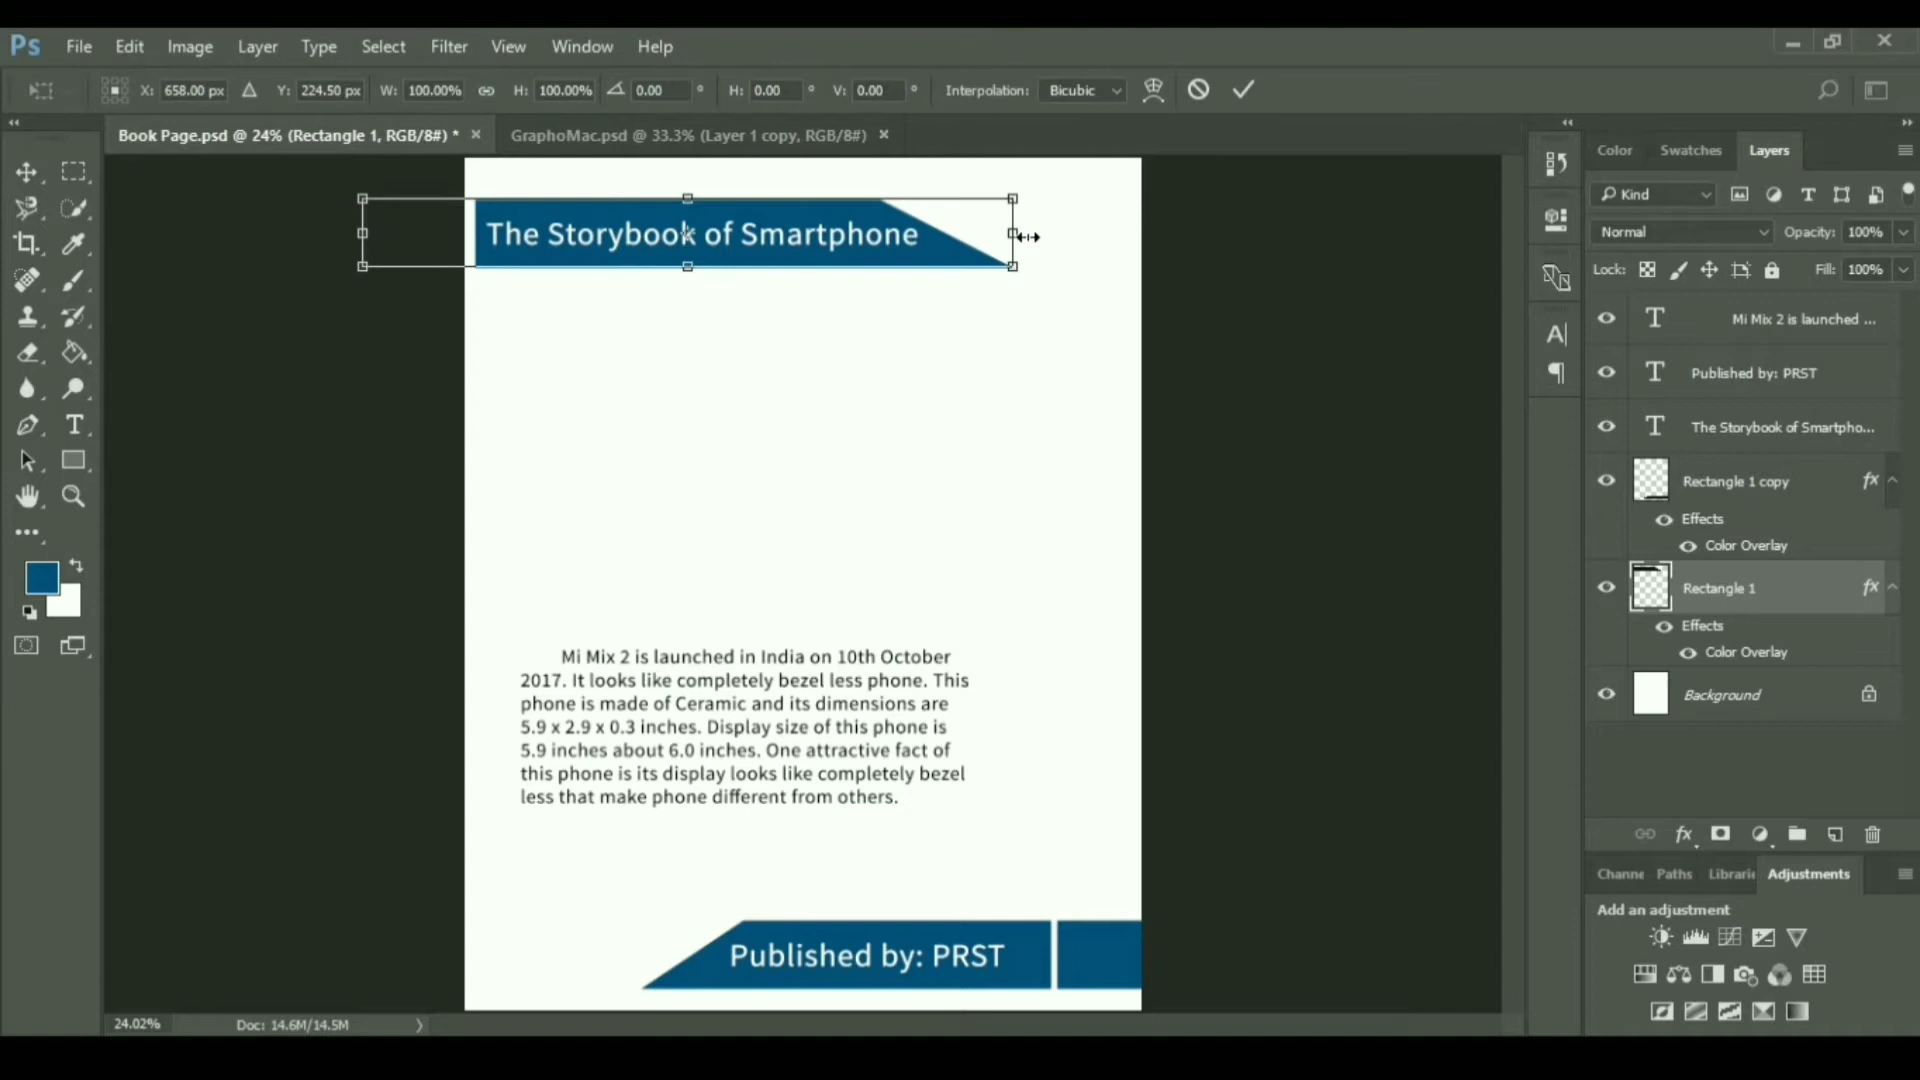 Ps File Edit Image Layer Type Select Filter View Window Help
X: 658.00 px Y: 224.50 px W: 100.00% H: 100.00% 0.00 ° H: 0.00 ° V: 0.00 ° Interpolation: Bicubic
Book Page.psd @ 24% (Rectangle 1, RGB/8#) * × GraphoMac.psd @ 33.3% (Layer 1 copy, RGB/8#) ×
The Storybook of Smartphone
Mi Mix 2 is launched in India on 10th October
2017. It looks like completely bezel less phone. This
phone is made of Ceramic and its dimensions are
5.9 x 2.9 x 0.3 inches. Display size of this phone is
5.9 inches about 6.0 inches. One attractive fact of
this phone is its display looks like completely bezel
less that make phone different from others.
Published by: PRST
24.02% Doc: 14.6M/14.5M
Color Swatches Layers
Kind
Normal Opacity: 100%
Lock: Fill: 100%
Mi Mix 2 is launched ...
Published by: PRST
The Storybook of Smartpho...
Rectangle 1 copy fx
Effects
Color Overlay
Rectangle 1 fx
Effects
Color Overlay
Background
fx
Channe Paths Librarie Adjustments
Add an adjustment